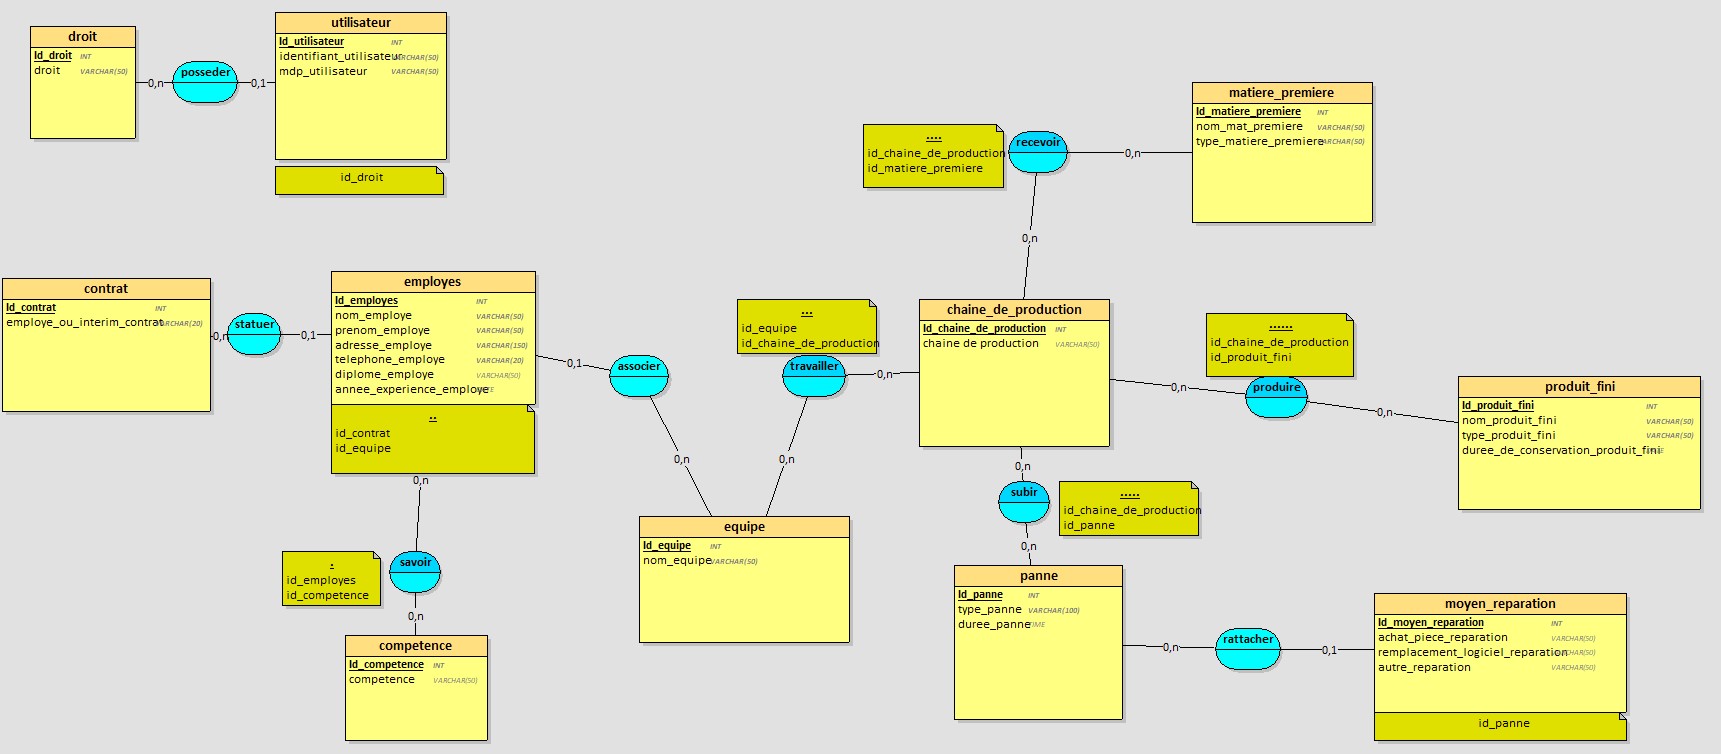 droit
Id_droit INT
droit VARCHAR(50)
0,n
posseder
0,1
utilisateur
Id_utilisateur INT
identifiant_utilisateur VARCHAR(50)
mdp_utilisateur VARCHAR(50)
id_droit
matiere_premiere
Id_matiere_premiere INT
nom_mat_premiere VARCHAR(50)
type_matiere_premiere VARCHAR(50)
....
id_chaine_de_production
id_matiere_premiere
recevoir
0,n
0,n
contrat
Id_contrat INT
employe_ou_interim_contrat VARCHAR(20)
0,n
statuer
0,1
employes
Id_employes INT
nom_employe VARCHAR(50)
prenom_employe VARCHAR(50)
adresse_employe VARCHAR(150)
telephone_employe VARCHAR(20)
diplome_employe VARCHAR(50)
annee_experience_employe
..
id_contrat
id_equipe
0,1
associer
0,n
...
id_equipe
id_chaine_de_production
travailler
0,n
0,n
chaine_de_production
Id_chaine_de_production INT
chaine de production VARCHAR(50)
......
id_chaine_de_production
id_produit_fini
0,n
produire
0,n
produit_fini
Id_produit_fini INT
nom_produit_fini VARCHAR(50)
type_produit_fini VARCHAR(50)
duree_de_conservation_produit_fini
0,n
.
id_employes
id_competence
savoir
0,n
competence
Id_competence INT
competence VARCHAR(50)
equipe
Id_equipe INT
nom_equipe VARCHAR(50)
0,n
subir
.....
id_chaine_de_production
id_panne
0,n
panne
Id_panne INT
type_panne VARCHAR(100)
duree_panne TIME
0,n
rattacher
0,1
moyen_reparation
Id_moyen_reparation INT
achat_piece_reparation VARCHAR(50)
remplacement_logiciel_reparation VARCHAR(50)
autre_reparation VARCHAR(50)
id_panne